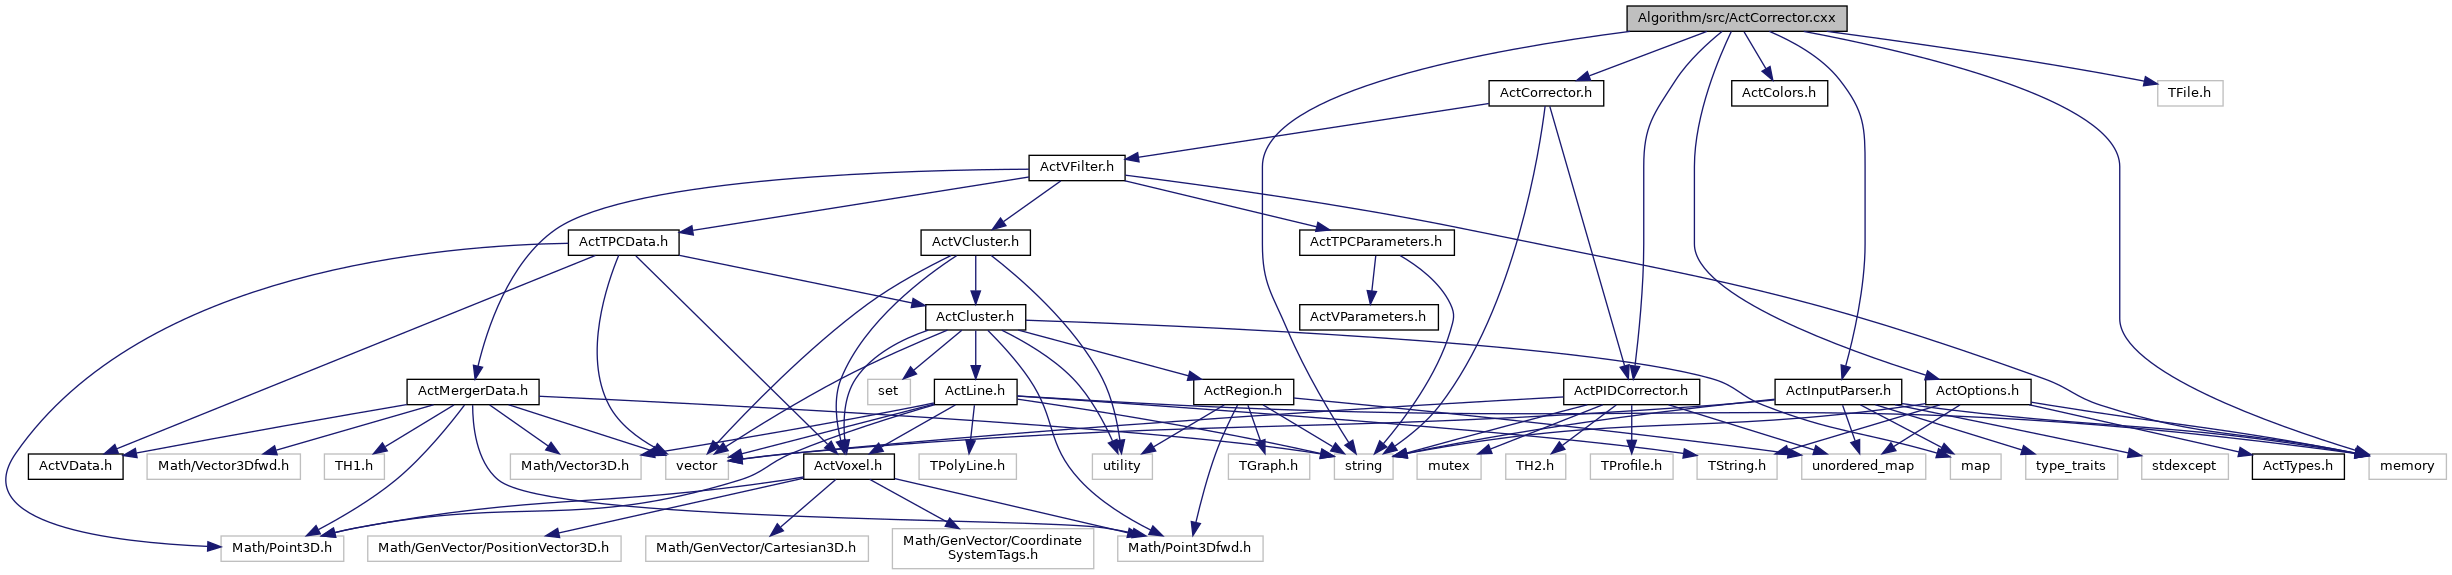 Algorithm/src/ActCorrector.cxx
ActCorrector.h
ActColors.h
TFile.h
ActVFilter.h
ActTPCData.h
ActVCluster.h
ActTPCParameters.h
ActCluster.h
ActVParameters.h
ActMergerData.h
set
ActLine.h
ActRegion.h
ActPIDCorrector.h
ActInputParser.h
ActOptions.h
ActVData.h
Math/Vector3Dfwd.h
TH1.h
Math/Vector3D.h
vector
ActVoxel.h
TPolyLine.h
utility
TGraph.h
string
mutex
TH2.h
TProfile.h
TString.h
unordered_map
map
type_traits
stdexcept
ActTypes.h
memory
Math/Point3D.h
Math/GenVector/PositionVector3D.h
Math/GenVector/Cartesian3D.h
Math/GenVector/Coordinate
SystemTags.h
Math/Point3Dfwd.h